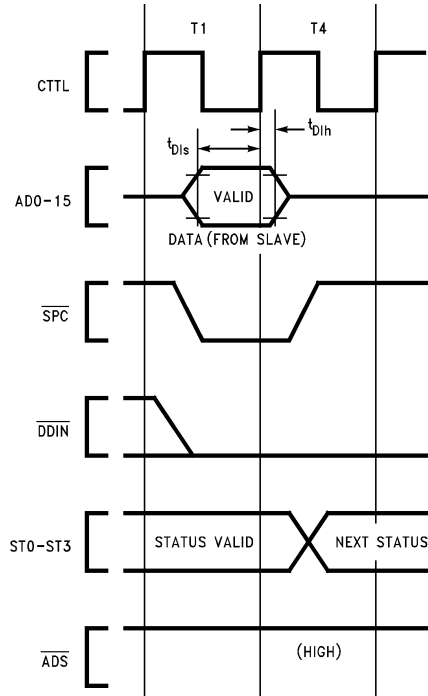 T1 T4
CTTL
tDIs tDIh
AD0-15 VALID
DATA (FROM SLAVE)
SPC
DDIN
ST0-ST3 STATUS VALID NEXT STATUS
ADS (HIGH)